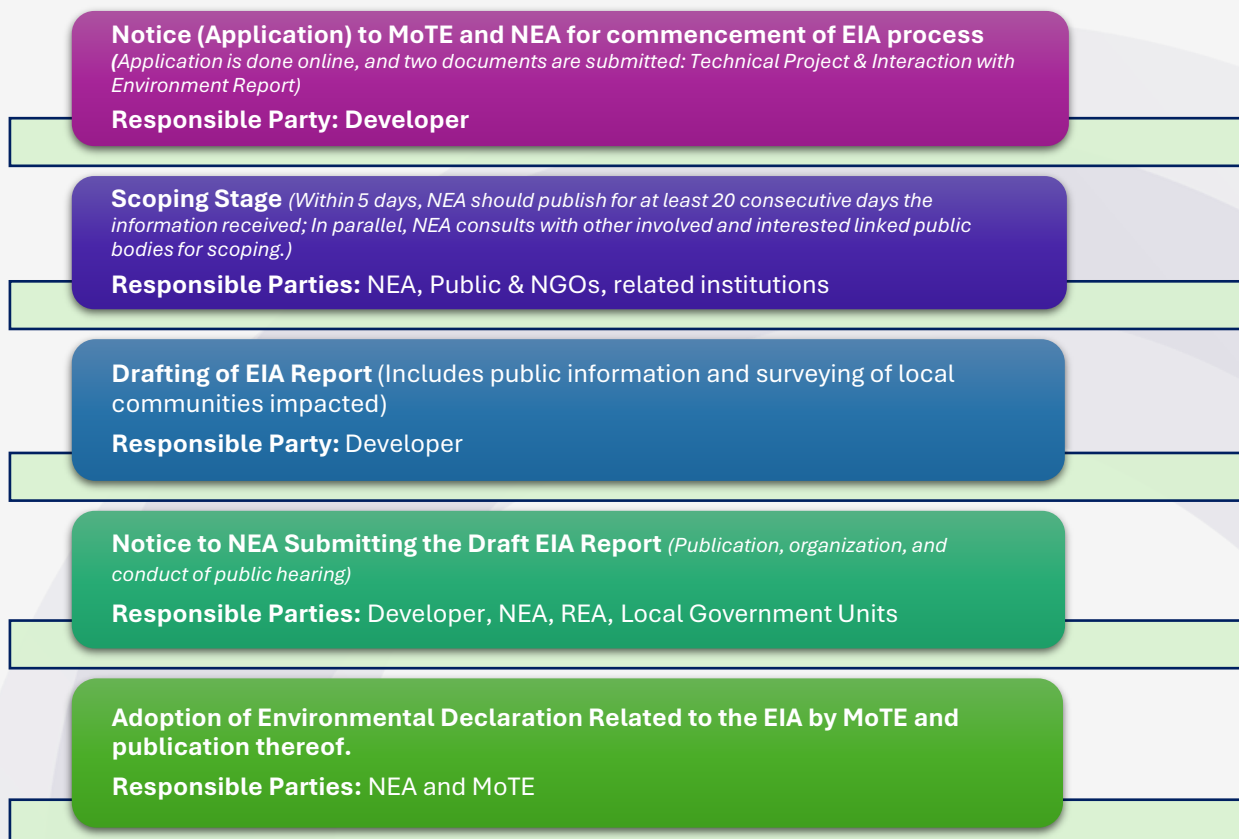 Notice (Application) to MoTE and NEA for commencement of EIA process
(Application is done online, and two documents are submitted: Technical Project & Interaction with
Environment Report)
Responsible Party: Developer
Scoping Stage (Within 5 days, NEA should publish for at least 20 consecutive days the
information received; In parallel, NEA consults with other involved and interested linked public
bodies for scoping.)
Responsible Parties: NEA, Public & NGOs, related institutions
Drafting of EIA Report (Includes public information and surveying of local
communities impacted)
Responsible Party: Developer
Notice to NEA Submitting the Draft EIA Report (Publication, organization, and
conduct of public hearing)
Responsible Parties: Developer, NEA, REA, Local Government Units
Adoption of Environmental Declaration Related to the EIA by MoTE and
publication thereof.
Responsible Parties: NEA and MoTE